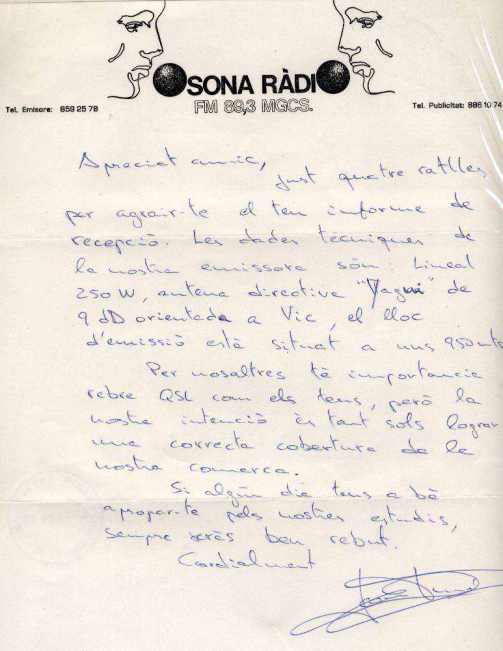 OSONA RÀDIO
FM 89,3 MGCS.
Tel. Emisora: 859 25 78
Tel. Publicitat: 886 10 74
Apreciat amic,
just quatre ratlles
per agrair-te el teu informe de
recepció. Les dades tècniques de
la nostra emissora són: Lineal
250 W, antena directiva "Yagui" de
9 dD orientada a Vic, el lloc
d'emissió està situat a uns 950 mts
Per nosaltres té importancia
rebre QSL com els teus, però la
nostra intenció és tant sols lograr
una correcta cobertura de la
nostra comarca.
Si algún dia tens a bé
apropar-te pels nostres estudis,
sempre seràs ben rebut.
Cordialment